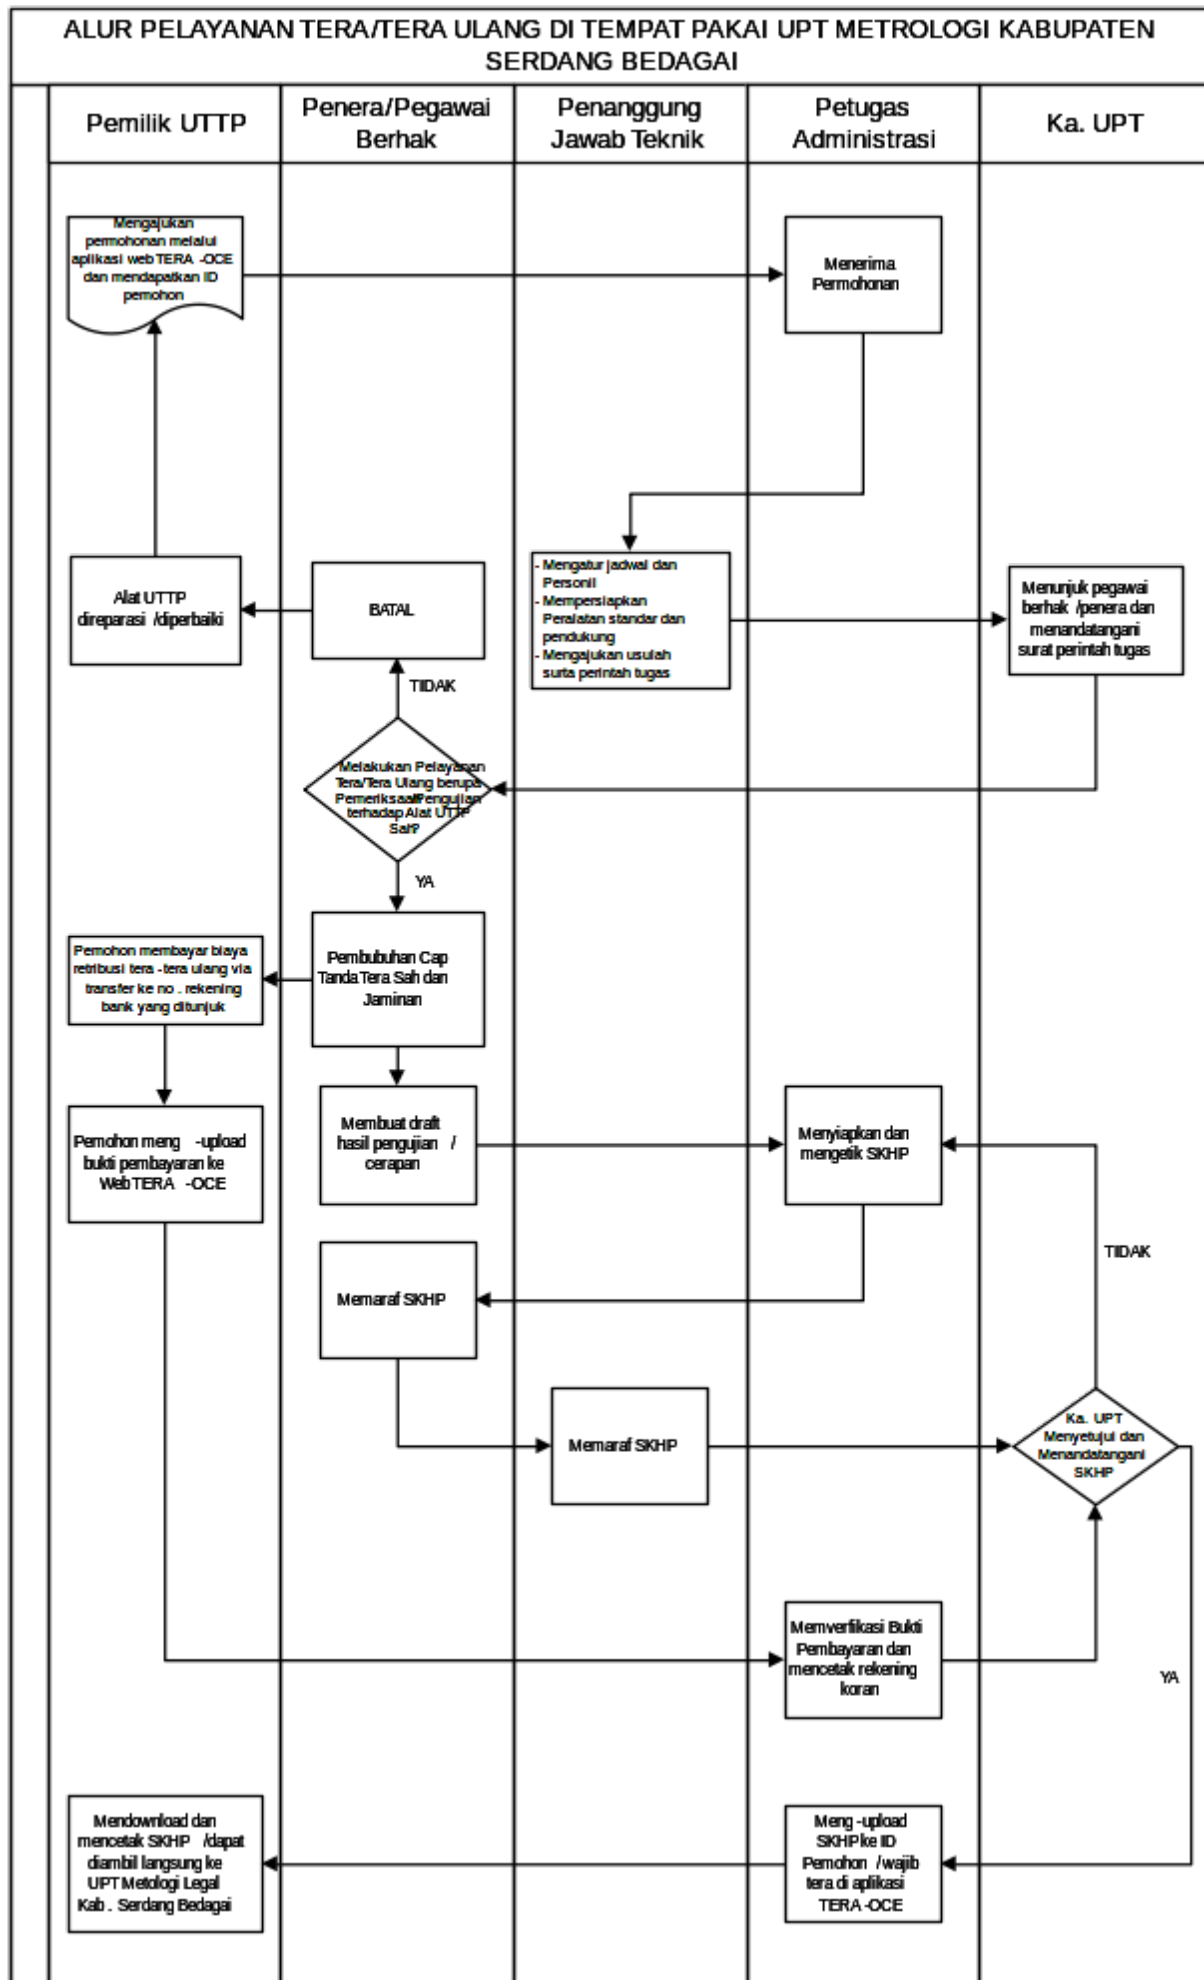 ALUR PELAYANAN TERA/TERA ULANG DI TEMPAT PAKAI UPT METROLOGI KABUPATEN
SERDANG BEDAGAI
Pemilik UTTP
Penera/Pegawai
Berhak
Penanggung
Jawab Teknik
Petugas
Administrasi
Ka. UPT
Mengajukan
permohonan melalui
aplikasi web TERA -OCE
dan mendapatkan ID
pemohon
Menerima
Permohonan
Alat UTTP
direparasi /diperbaiki
BATAL
- Mengatur jadwal dan
Personil
- Mempersiapkan
Peralatan standar dan
pendukung
- Mengajukan usulah
surta perintah tugas
Menunjuk pegawai
berhak /penera dan
menandatangani
surat perintah tugas
TIDAK
Melakukan Pelayanan
Tera/Tera Ulang berupa
Pemeriksaan/Pengujian
terhadap Alat UTTP
Sah?
YA
Pembubuhan Cap
Tanda Tera Sah dan
Jaminan
Pemohon membayar biaya
retribusi tera -tera ulang via
transfer ke no . rekening
bank yang ditunjuk
Membuat draft
hasil pengujian /
cerapan
Menyiapkan dan
mengetik SKHP
Pemohon meng -upload
bukti pembayaran ke
Web TERA -OCE
TIDAK
Memaraf SKHP
Memaraf SKHP
Ka. UPT
Menyetujui dan
Menandatangani
SKHP
Memverfikasi Bukti
Pembayaran dan
mencetak rekening
koran
YA
Mendownload dan
mencetak SKHP /dapat
diambil langsung ke
UPT Metologi Legal
Kab . Serdang Bedagai
Meng -upload
SKHP ke ID
Pemohon / wajib
tera di aplikasi
TERA -OCE